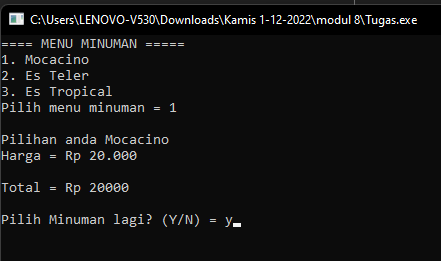 C:\Users\LENOVO-V530\Downloads\Kamis 1-12-2022\modul 8\Tugas.exe
==== MENU MINUMAN =====
1. Mocacino
2. Es Teler
3. Es Tropical
Pilih menu minuman = 1
Pilihan anda Mocacino
Harga = Rp 20.000
Total = Rp 20000
Pilih Minuman lagi? (Y/N) = y